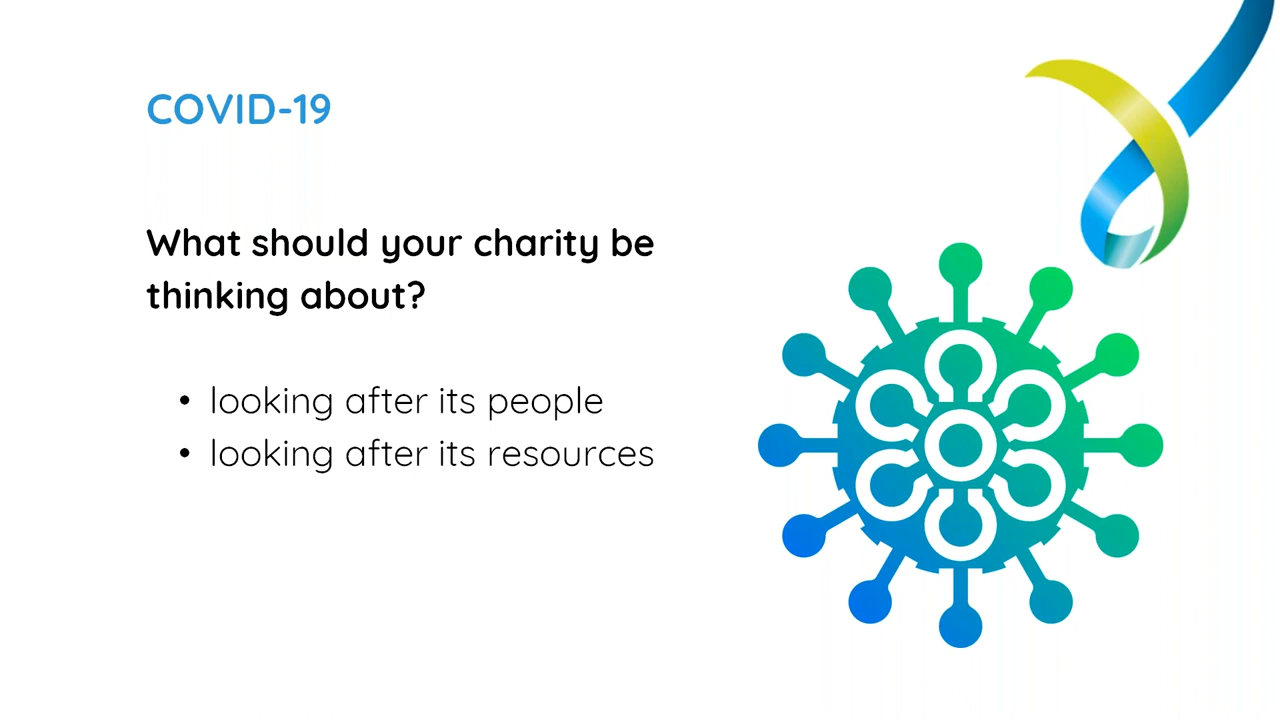 COVID-19
What should your charity be
thinking about?
• looking after its people
• looking after its resources